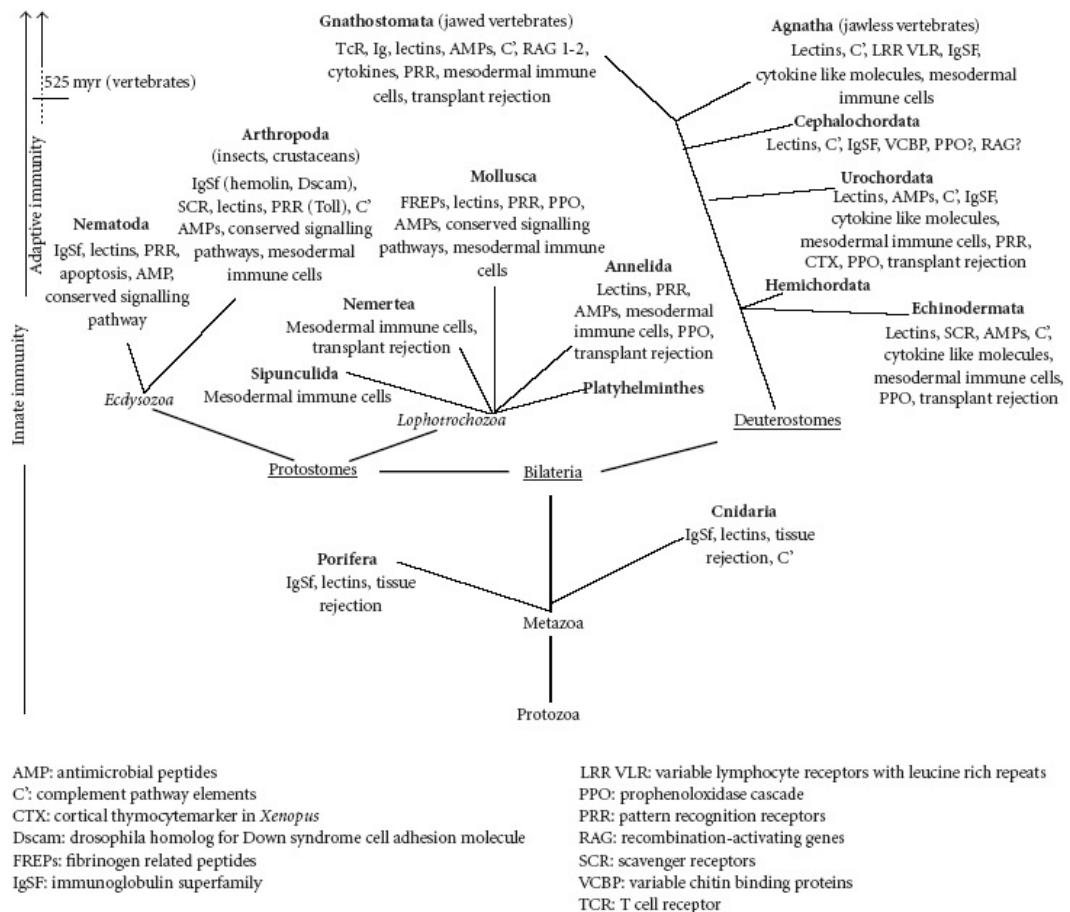 Gnathostomata (jawed vertebrates)
TcR, Ig, lectins, AMPs, C', RAG 1-2,
cytokines, PRR, mesodermal immune
cells, transplant rejection
Agnatha (jawless vertebrates)
Lectins, C', LRR VLR, IgSF,
cytokine like molecules, mesodermal
immune cells
525 myr (vertebrates)
Adaptive immunity
Innate immunity
Cephalochordata
Lectins, C', IgSF, VCBP, PPO?, RAG?
Arthropoda
(insects, crustaceans)
IgSf (hemolin, Dscam),
SCR, lectins, PRR (Toll), C'
AMPs, conserved signalling
pathways, mesodermal
immune cells
Mollusca
FREPs, lectins, PRR, PPO,
AMPs, conserved signalling
pathways, mesodermal immune
cells
Urochordata
Lectins, AMPs, C', IgSF,
cytokine like molecules,
mesodermal immune cells, PRR,
CTX, PPO, transplant rejection
Nematoda
IgSf, lectins, PRR,
apoptosis, AMP,
conserved signalling
pathway
Annelida
Lectins, PRR,
AMPs, mesodermal
immune cells, PPO,
transplant rejection
Hemichordata
Nemertea
Mesodermal immune cells,
transplant rejection
Echinodermata
Lectins, SCR, AMPs, C',
cytokine like molecules,
mesodermal immune cells,
PPO, transplant rejection
Sipunculida
Mesodermal immune cells
Platyhelminthes
Ecdysozoa
Lophotrochozoa
Deuterostomes
Protostomes
Bilateria
Cnidaria
IgSf, lectins, tissue
rejection, C'
Porifera
IgSf, lectins, tissue
rejection
Metazoa
Protozoa
AMP: antimicrobial peptides
C': complement pathway elements
CTX: cortical thymocytemarker in Xenopus
Dscam: drosophila homolog for Down syndrome cell adhesion molecule
FREPs: fibrinogen related peptides
IgSF: immunoglobulin superfamily
LRR VLR: variable lymphocyte receptors with leucine rich repeats
PPO: prophenoloxidase cascade
PRR: pattern recognition receptors
RAG: recombination-activating genes
SCR: scavenger receptors
VCBP: variable chitin binding proteins
TCR: T cell receptor